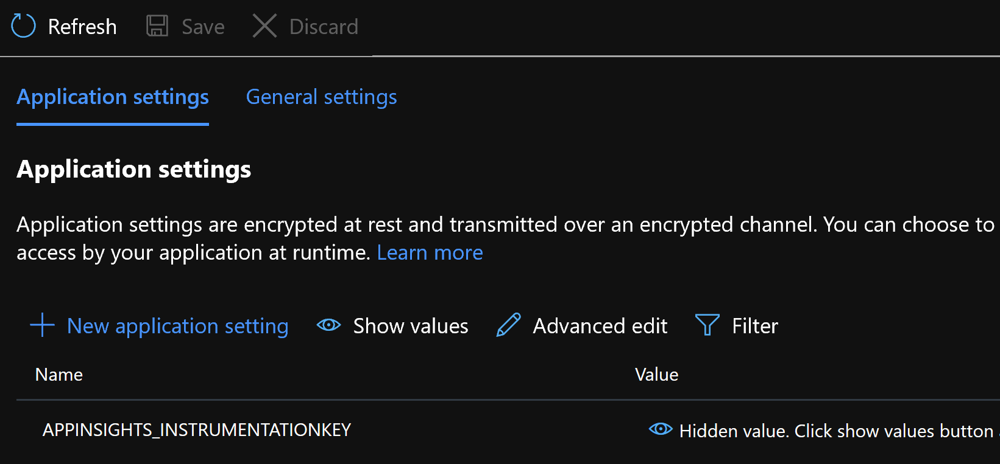 Refresh Save Discard
Application settings General settings
Application settings
Application settings are encrypted at rest and transmitted over an encrypted channel. You can choose to
access by your application at runtime. Learn more
New application setting Show values Advanced edit Filter
Name Value
APPINSIGHTS_INSTRUMENTATIONKEY Hidden value. Click show values button